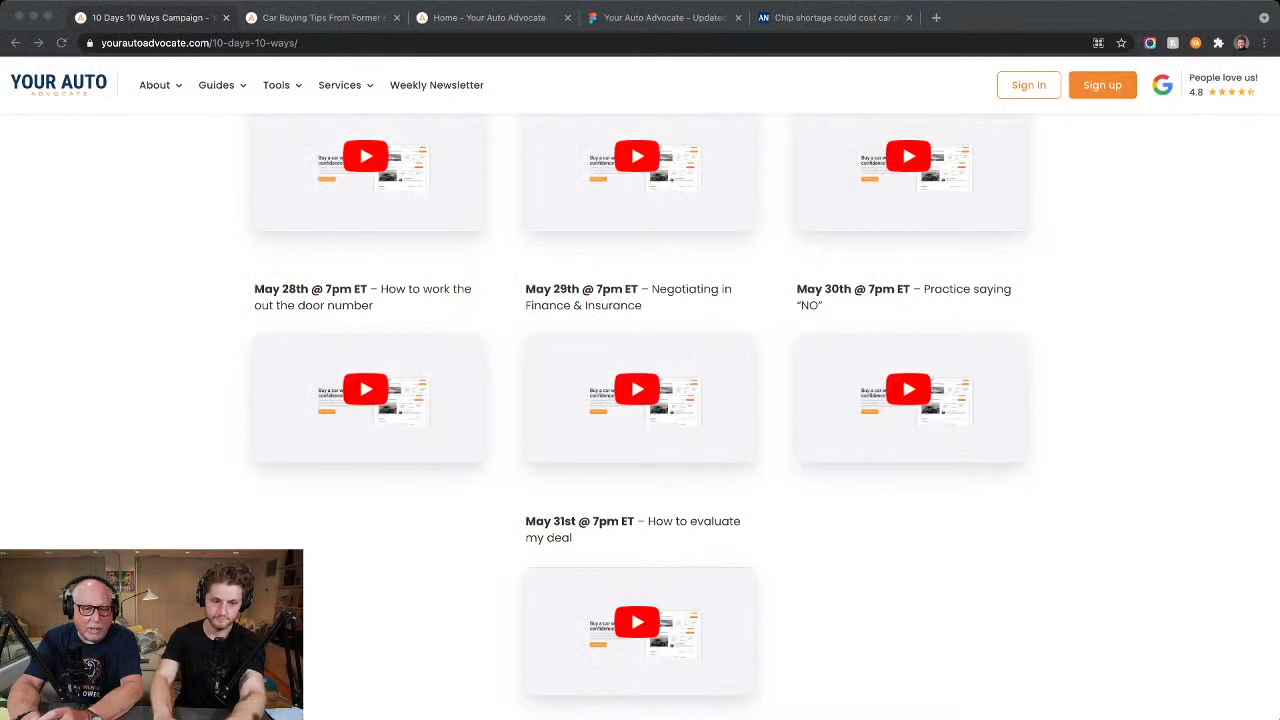 10 Days 10 Ways Campaign - Y
Car Buying Tips From Former
Home - Your Auto Advocate
Your Auto Advocate - Updated
AN
Chip shortage could cost car m
yourautoadvocate.com/10-days-10-ways/
YOUR AUTO
ADVOCATE
About
Guides
Tools
Services
Weekly Newsletter
Sign In
Sign up
People love us!
4.8
May 28th @ 7pm ET – How to work the
out the door number
May 29th @ 7pm ET – Negotiating in
Finance & Insurance
May 30th @ 7pm ET – Practice saying
“NO”
May 31st @ 7pm ET – How to evaluate
my deal